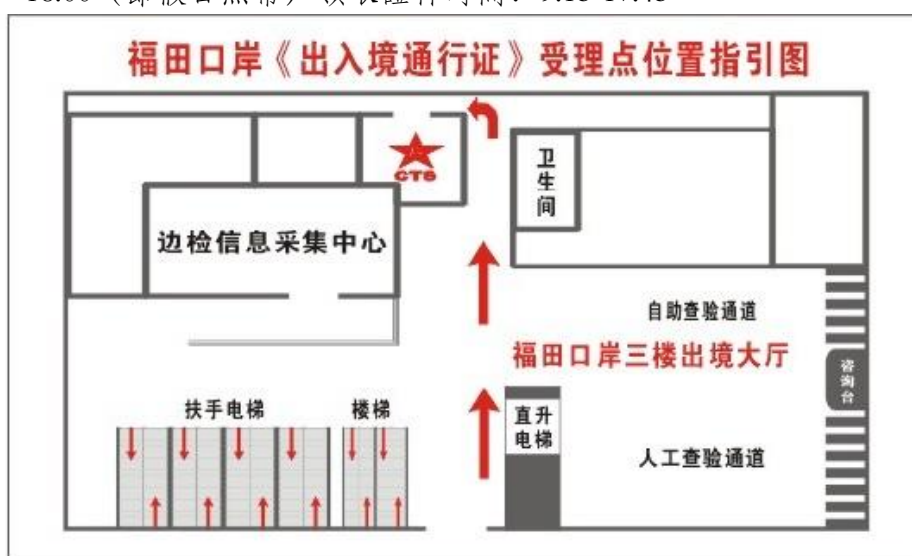 福田口岸《出入境通行证》受理点位置指引图
CTS
卫生间
边检信息采集中心
自助查验通道
福田口岸三楼出境大厅
咨询台
扶手电梯
楼梯
直升
电梯
人工查验通道